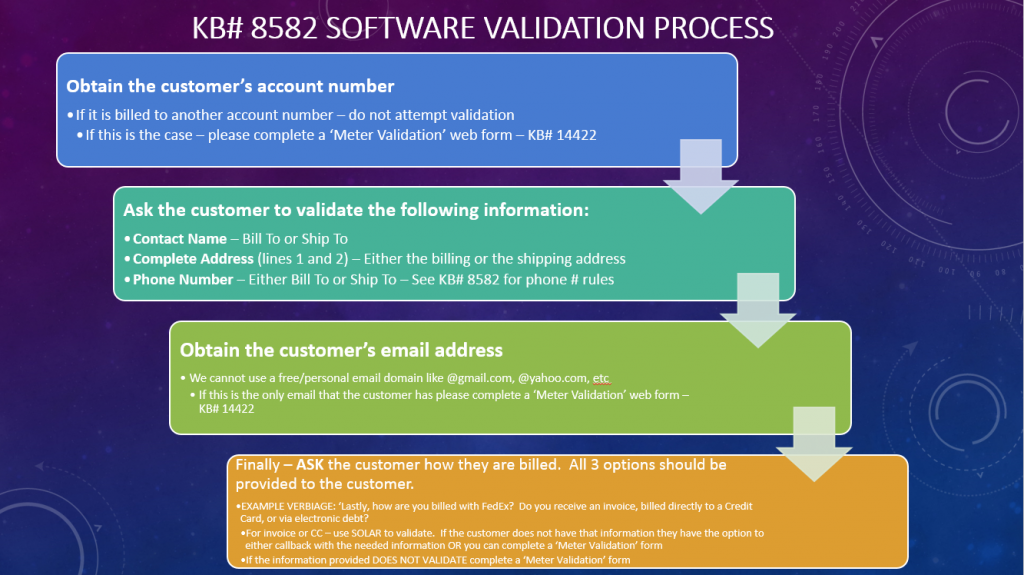 KB# 8582 SOFTWARE VALIDATION PROCESS
Obtain the customer’s account number
•If it is billed to another account number – do not attempt validation
•If this is the case – please complete a ‘Meter Validation’ web form – KB# 14422
Ask the customer to validate the following information:
•Contact Name – Bill To or Ship To
•Complete Address (lines 1 and 2) – Either the billing or the shipping address
•Phone Number – Either Bill To or Ship To – See KB# 8582 for phone # rules
Obtain the customer’s email address
• We cannot use a free/personal email domain like @gmail.com, @yahoo.com, etc
• If this is the only email that the customer has please complete a ‘Meter Validation’ web form –
KB# 14422
Finally – ASK the customer how they are billed. All 3 options should be
provided to the customer.
•EXAMPLE VERBIAGE: ‘Lastly, how are you billed with FedEx? Do you receive an invoice, billed directly to a Credit
Card, or via electronic debt?
•For invoice or CC – use SOLAR to validate. If the customer does not have that information they have the option to
either callback with the needed information OR you can complete a ‘Meter Validation’ form
•If the information provided DOES NOT VALIDATE complete a ‘Meter Validation’ form